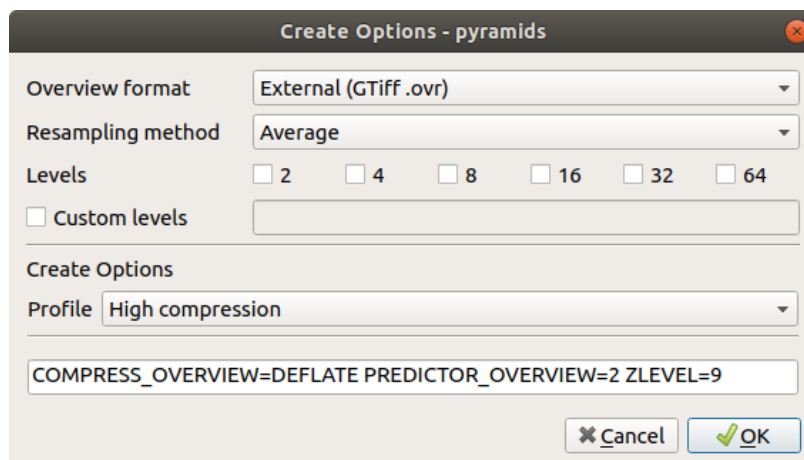 Create Options - pyramids
Overview format External (GTiff .ovr)
Resampling method Average
Levels 2 4 8 16 32 64
Custom levels
Create Options
Profile High compression
COMPRESS_OVERVIEW=DEFLATE PREDICTOR_OVERVIEW=2 ZLEVEL=9
Cancel OK